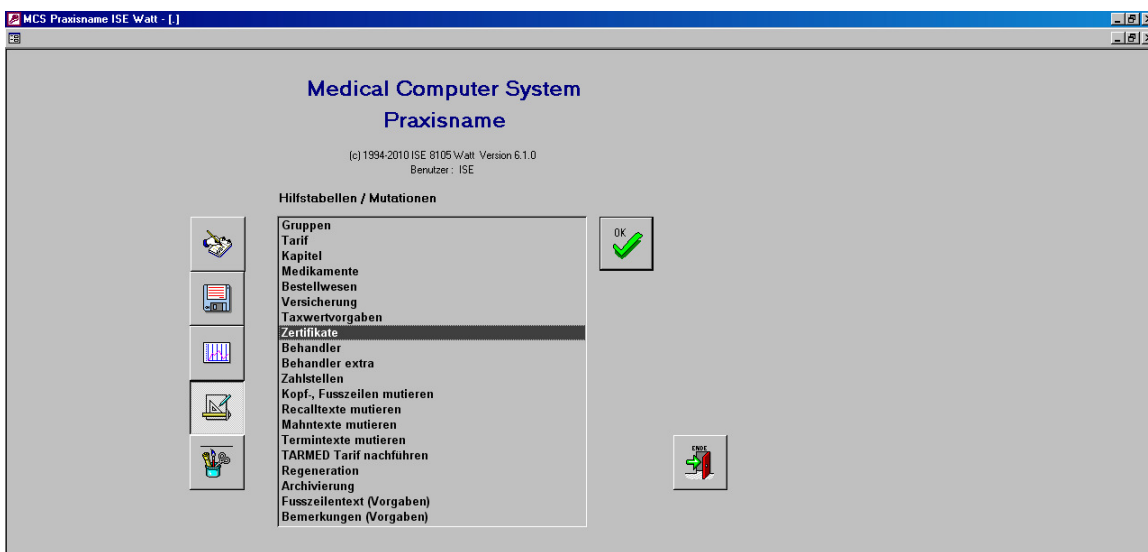 MCS Praxisname ISE Watt - [.]
Medical Computer System
Praxisname
(c) 1994-2010 ISE 8105 Watt Version 6.1.0
Benutzer : ISE
Hilfstabellen / Mutationen
Gruppen
Tarif
Kapitel
Medikamente
Bestellwesen
Versicherung
Taxwertvorgaben
Zertifikate
Behandler
Behandler extra
Zahlstellen
Kopf-, Fusszeilen mutieren
Recalltexte mutieren
Mahntexte mutieren
Termintexte mutieren
TARMED Tarif nachführen
Regeneration
Archivierung
Fusszeilentext (Vorgaben)
Bemerkungen (Vorgaben)
OK
ENDE